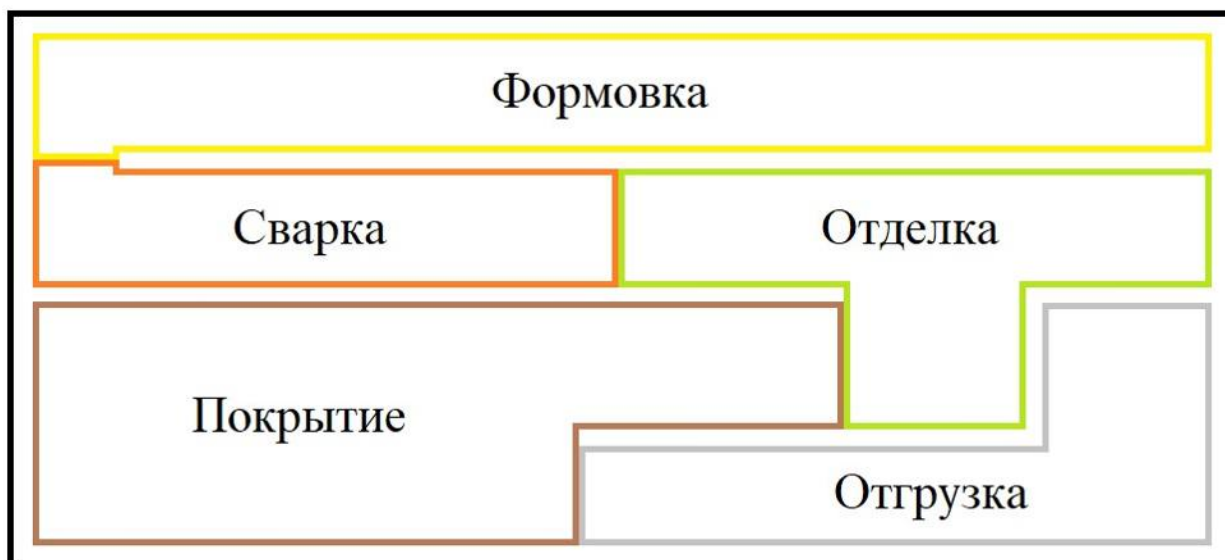 Формовка
Сварка
Отделка
Покрытие
Отгрузка